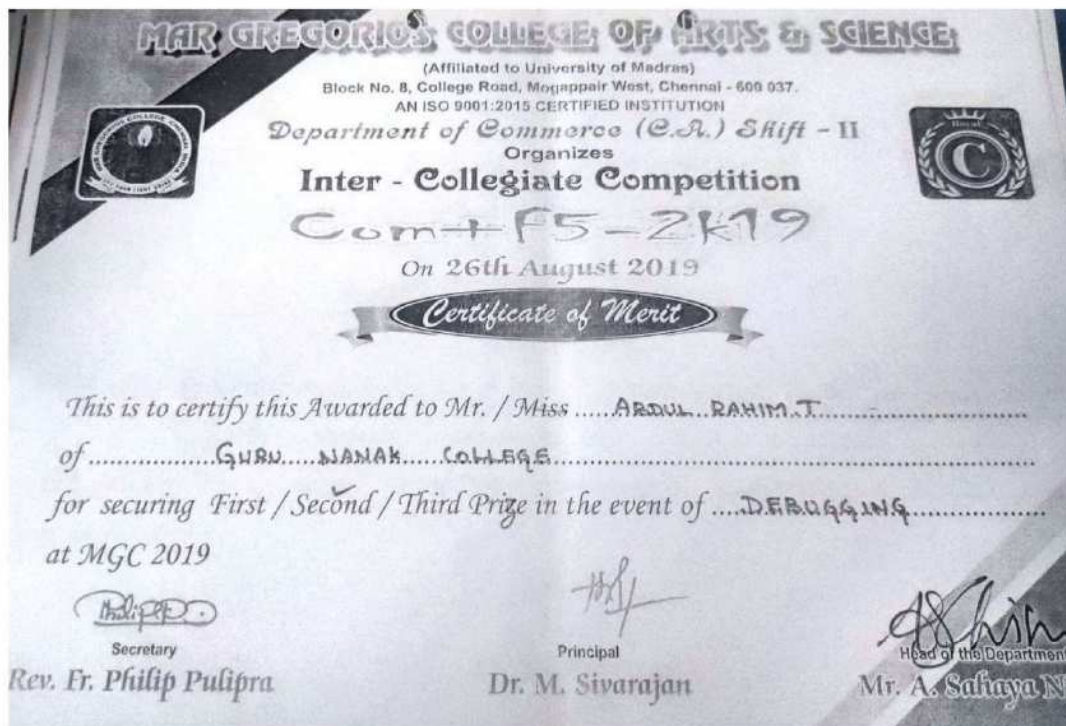 MAR GREGORIOS COLLEGE OF ARTS & SCIENCE
(Affiliated to University of Madras)
Block No. 8, College Road, Mogappair West, Chennai - 600 037.
AN ISO 9001:2015 CERTIFIED INSTITUTION
Department of Commerce (C.A.) Shift - II
Organizes
Inter - Collegiate Competition
Com+F5-2K19
On 26th August 2019
Certificate of Merit
This is to certify this Awarded to Mr. / Miss ..... ABDUL RAHIM.T ..............................
of ................ GURU NANAK COLLEGE ..............................
for securing First / Second / Third Prize in the event of .... DEBUGGING ....................
at MGC 2019
Secretary Principal Head of the Department
Rev. Fr. Philip Pulipra Dr. M. Sivarajan Mr. A. Sahaya N
Royal
C